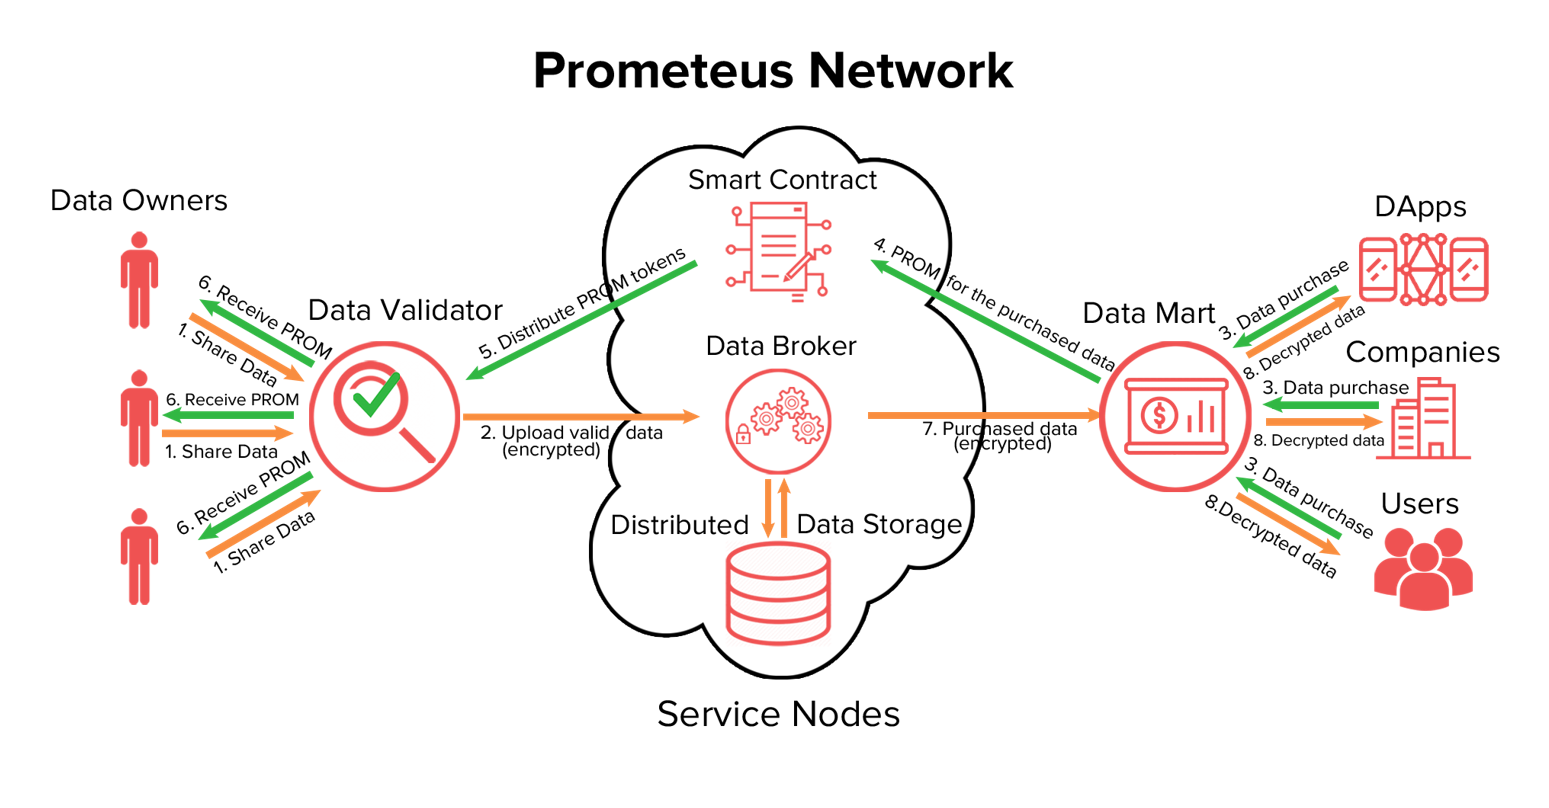 Prometeus Network
Data Owners
6. Receive PROM
1. Share Data
6. Receive PROM
1. Share Data
6. Receive PROM
1. Share Data
Data Validator
5. Distribute PROM tokens
2. Upload valid data
(encrypted)
Smart Contract
Data Broker
Distributed Data Storage
Service Nodes
4. PROM for the purchased data
7. Purchased data
(encrypted)
Data Mart
3. Data purchase
8. Decrypted data
3. Data purchase
8. Decrypted data
3. Data purchase
8.Decrypted data
DApps
Companies
Users